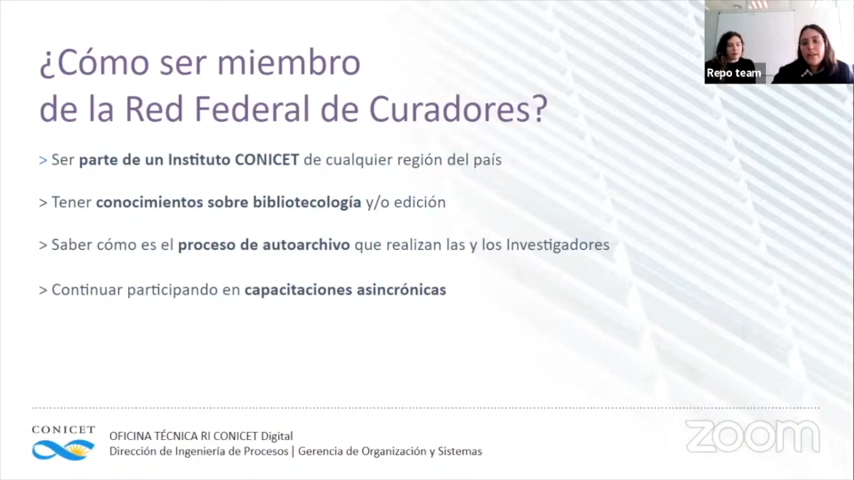 ¿Cómo ser miembro
de la Red Federal de Curadores?
Repo team
> Ser parte de un Instituto CONICET de cualquier región del país
> Tener conocimientos sobre bibliotecología y/o edición
> Saber cómo es el proceso de autoarchivo que realizan las y los Investigadores
> Continuar participando en capacitaciones asincrónicas
CONICET
OFICINA TÉCNICA RI CONICET Digital
Dirección de Ingeniería de Procesos | Gerencia de Organización y Sistemas
zoom